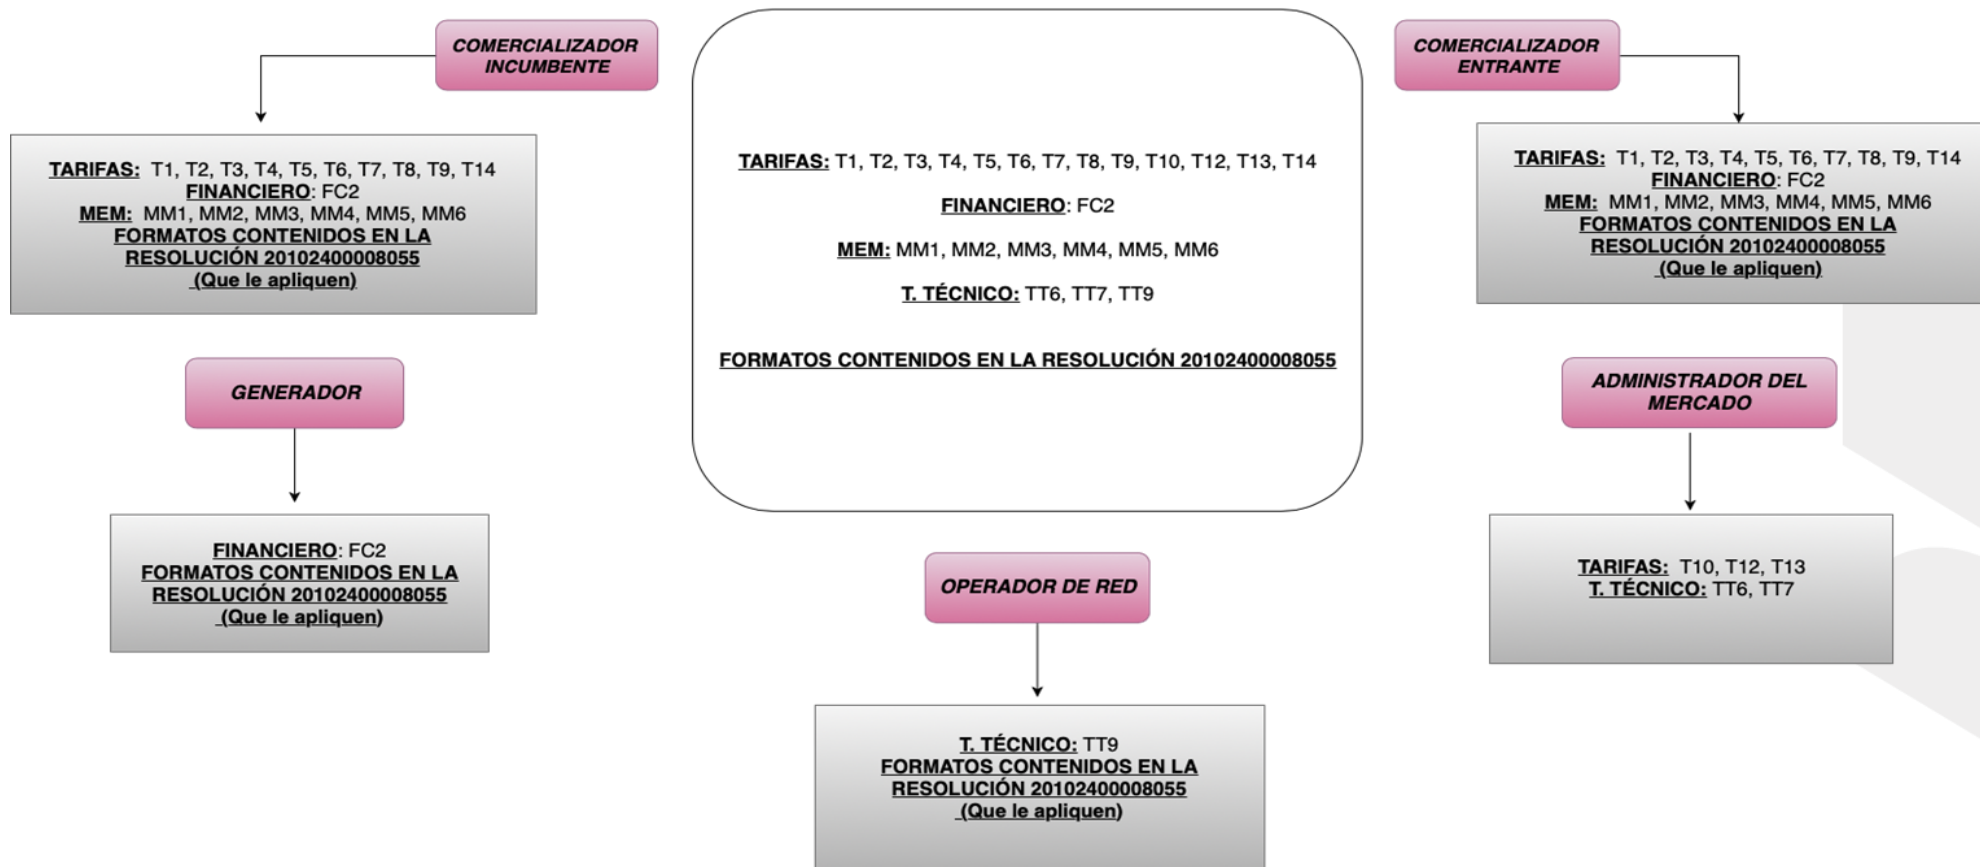 COMERCIALIZADOR
INCUMBENTE
TARIFAS: T1, T2, T3, T4, T5, T6, T7, T8, T9, T14
FINANCIERO: FC2
MEM: MM1, MM2, MM3, MM4, MM5, MM6
FORMATOS CONTENIDOS EN LA
RESOLUCIÓN 20102400008055
(Que le apliquen)
GENERADOR
FINANCIERO: FC2
FORMATOS CONTENIDOS EN LA
RESOLUCIÓN 20102400008055
(Que le apliquen)
TARIFAS: T1, T2, T3, T4, T5, T6, T7, T8, T9, T10, T12, T13, T14
FINANCIERO: FC2
MEM: MM1, MM2, MM3, MM4, MM5, MM6
T. TÉCNICO: TT6, TT7, TT9
FORMATOS CONTENIDOS EN LA RESOLUCIÓN 20102400008055
OPERADOR DE RED
T. TÉCNICO: TT9
FORMATOS CONTENIDOS EN LA
RESOLUCIÓN 20102400008055
(Que le apliquen)
COMERCIALIZADOR
ENTRANTE
TARIFAS: T1, T2, T3, T4, T5, T6, T7, T8, T9, T14
FINANCIERO: FC2
MEM: MM1, MM2, MM3, MM4, MM5, MM6
FORMATOS CONTENIDOS EN LA
RESOLUCIÓN 20102400008055
(Que le apliquen)
ADMINISTRADOR DEL
MERCADO
TARIFAS: T10, T12, T13
T. TÉCNICO: TT6, TT7